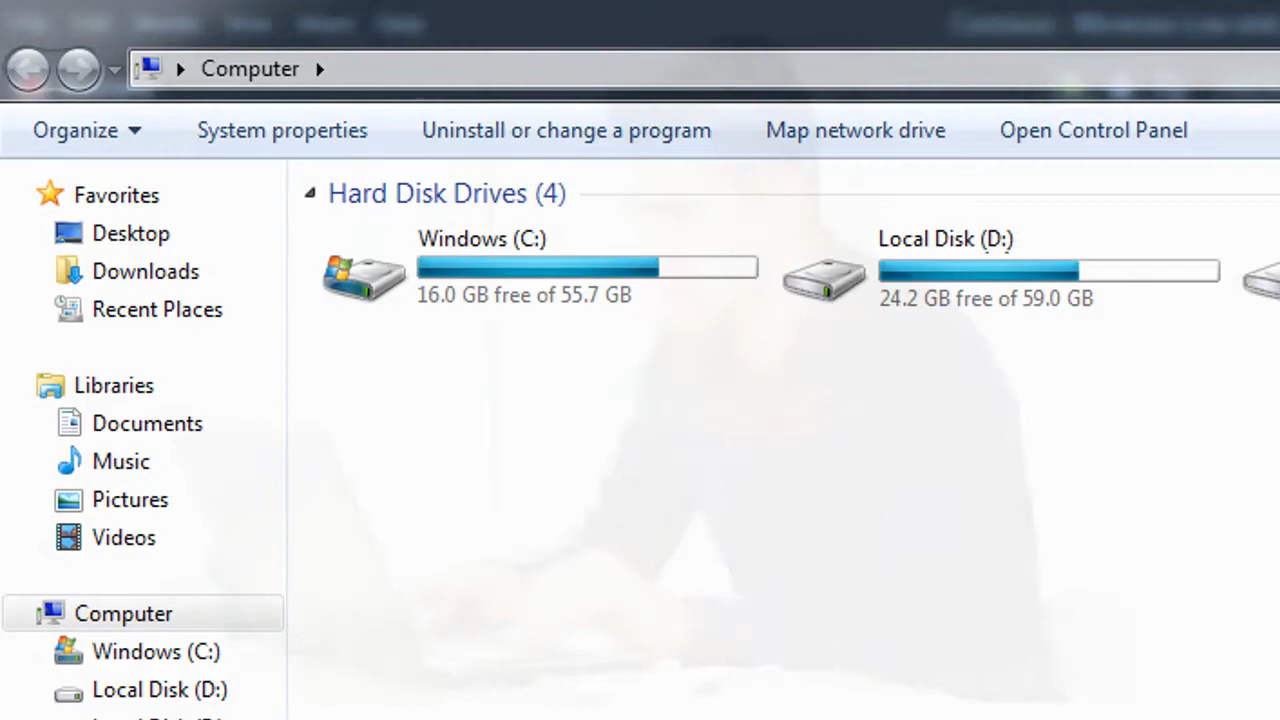 Computer
Organize System properties Uninstall or change a program Map network drive Open Control Panel
Favorites
Desktop
Downloads
Recent Places
Libraries
Documents
Music
Pictures
Videos
Computer
Windows (C:)
Local Disk (D:)
Hard Disk Drives (4)
Windows (C:)
16.0 GB free of 55.7 GB
Local Disk (D:)
24.2 GB free of 59.0 GB